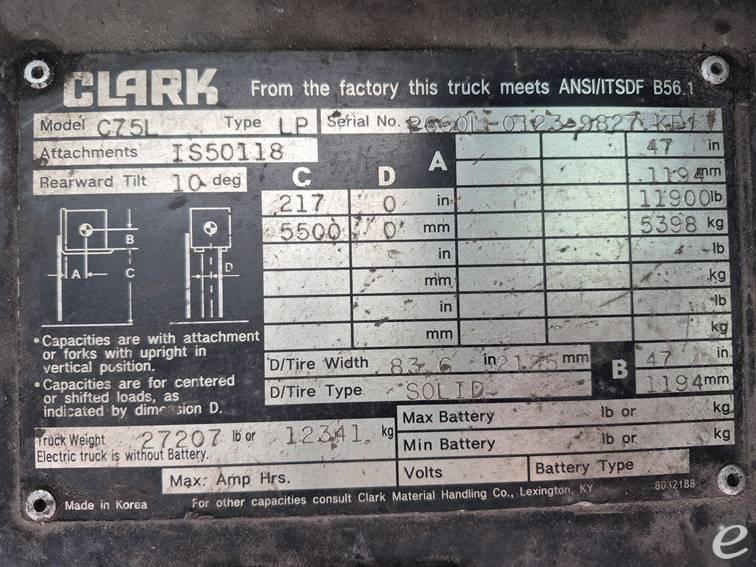 CLARK From the factory this truck meets ANSI/ITSDF B56.1
Model C75L Type LP Serial No.
Attachments IS50118
Rearward Tilt 10 deg
A 47 in
1194 mm
C D 11900 lb
217 0 in
5398 kg
5500 0 mm
lb
in
kg
mm
lb
in
kg
mm
B
A C
D
• Capacities are with attachment
or forks with upright in
vertical position.
• Capacities are for centered
or shifted loads, as
indicated by dimension D.
D/Tire Width 83.6 in mm
D/Tire Type SOLID
B 47 in
1194 mm
Truck Weight 27207 lb or 12341 kg
Electric truck is without Battery.
Max Battery lb or kg
Min Battery lb or kg
Max. Amp Hrs. Volts Battery Type
Made in Korea For other capacities consult Clark Material Handling Co., Lexington, KY 8032188
e